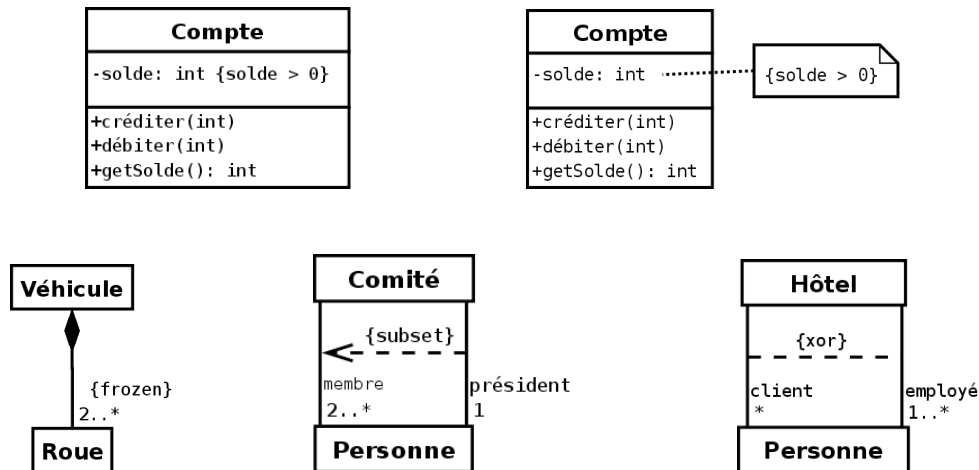 Compte
-solde: int {solde > 0}
+créditer(int)
+débiter(int)
+getSolde(): int
Compte
-solde: int
{solde > 0}
+créditer(int)
+débiter(int)
+getSolde(): int
Véhicule
{frozen}
2..*
Roue
Comité
{subset}
membre
président
2..*
1
Personne
Hôtel
{xor}
client
employé
*
1..*
Personne